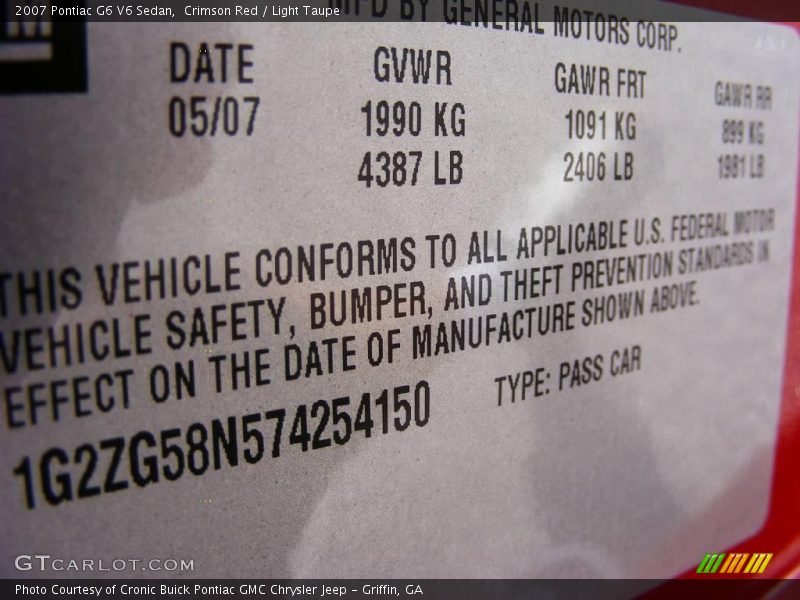 2007 Pontiac G6 V6 Sedan, Crimson Red / Light Taupe
MFD BY GENERAL MOTORS CORP.
GM
DATE GVWR GAWR FRT GAWR RR
05/07 1990 KG 1091 KG 899 KG
4387 LB 2406 LB 1981 LB
THIS VEHICLE CONFORMS TO ALL APPLICABLE U.S. FEDERAL MOTOR
VEHICLE SAFETY, BUMPER, AND THEFT PREVENTION STANDARDS IN
EFFECT ON THE DATE OF MANUFACTURE SHOWN ABOVE.
1G2ZG58N574254150 TYPE: PASS CAR
GTCARLOT.COM
Photo Courtesy of Cronic Buick Pontiac GMC Chrysler Jeep - Griffin, GA